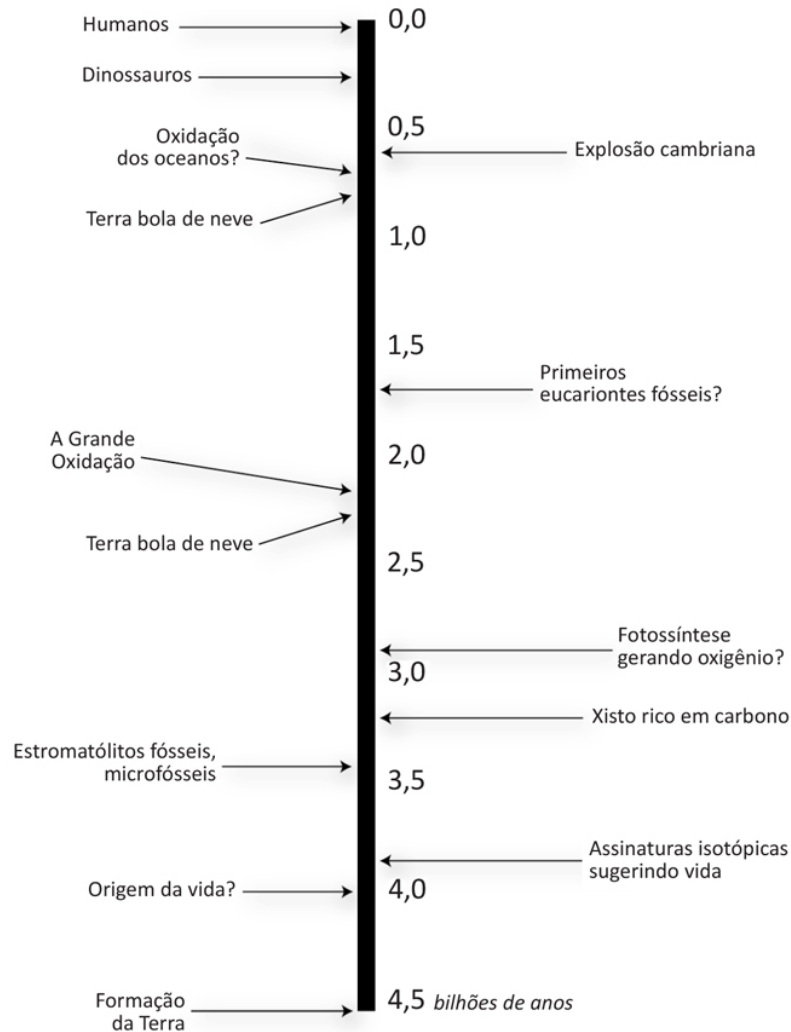 Humanos
0,0
Dinossauros
0,5
Oxidação
dos oceanos?
Explosão cambriana
Terra bola de neve
1,0
1,5
Primeiros
eucariontes fósseis?
A Grande
Oxidação
2,0
Terra bola de neve
2,5
Fotossíntese
gerando oxigênio?
3,0
Xisto rico em carbono
Estromatólitos fósseis,
microfósseis
3,5
Assinaturas isotópicas
sugerindo vida
Origem da vida?
4,0
Formação
da Terra
4,5 bilhões de anos